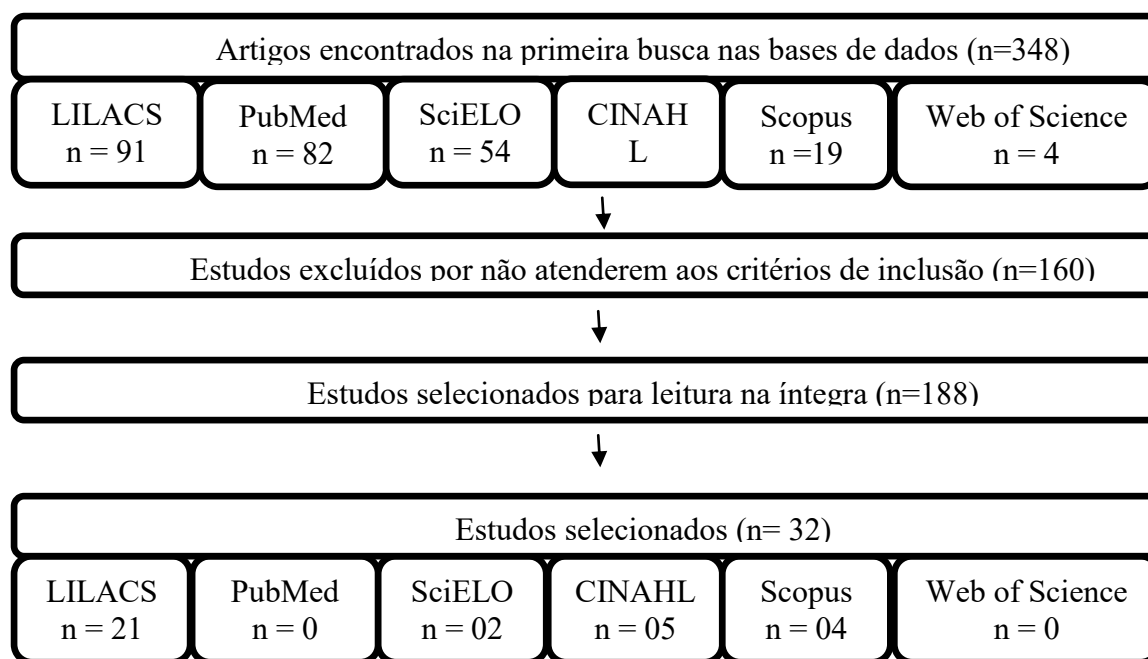 Artigos encontrados na primeira busca nas bases de dados (n=348)
LILACS
n = 91
PubMed
n = 82
SciELO
n = 54
CINAH
L
Scopus
n =19
Web of Science
n = 4
Estudos excluídos por não atenderem aos critérios de inclusão (n=160)
Estudos selecionados para leitura na íntegra (n=188)
Estudos selecionados (n= 32)
LILACS
n = 21
PubMed
n = 0
SciELO
n = 02
CINAHL
n = 05
Scopus
n = 04
Web of Science
n = 0